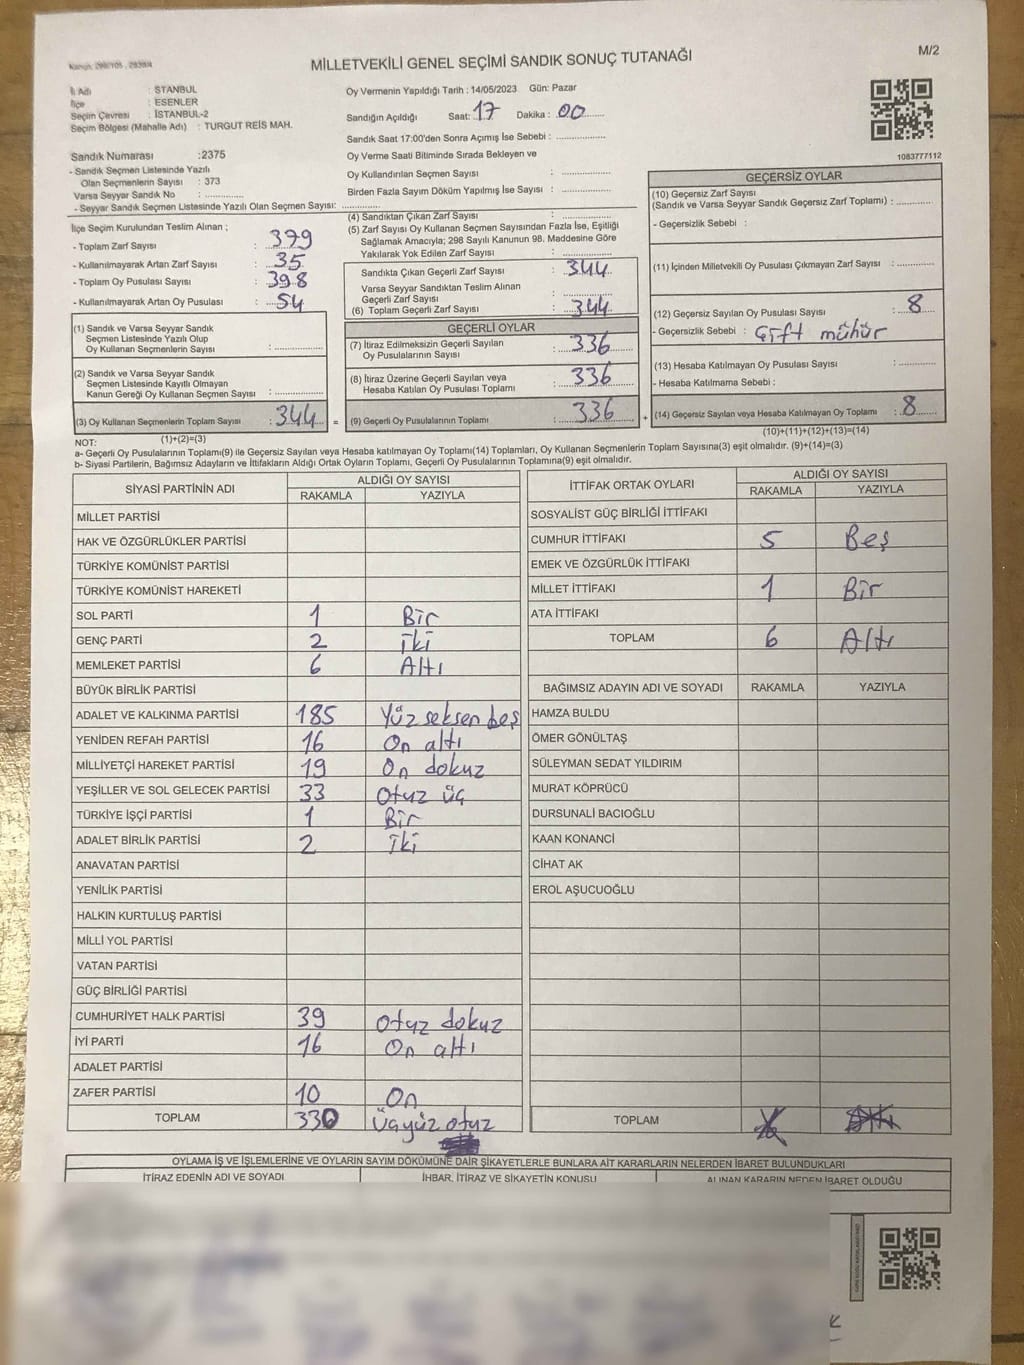 MİLLETVEKİLİ GENEL SEÇİMİ SANDIK SONUÇ TUTANAĞI
M/2
İl Adı : STANBUL
İlçe : ESENLER
Seçim Çevresi : İSTANBUL-2
Seçim Bölgesi (Mahalle Adı) : TURGUT REİS MAH.
Oy Vermenin Yapıldığı Tarih : 14/05/2023 Gün: Pazar
Sandığın Açıldığı Saat: 17 Dakika : 00
Sandık Saat 17:00'den Sonra Açımış İse Sebebi :
Sandık Numarası :2375
- Sandık Seçmen Listesinde Yazılı
Olan Seçmenlerin Sayısı : 373
Varsa Seyyar Sandık No :
- Seyyar Sandık Seçmen Listesinde Yazılı Olan Seçmen Sayısı:
Oy Verme Saati Bitiminde Sırada Bekleyen ve
Oy Kullandırılan Seçmen Sayısı :
Birden Fazla Sayım Döküm Yapılmış İse Sayısı :
1083777112
İlçe Seçim Kurulundan Teslim Alınan ;
- Toplam Zarf Sayısı : 379
- Kullanılmayarak Artan Zarf Sayısı : 35
- Toplam Oy Pusulası Sayısı : 398
- Kullanılmayarak Artan Oy Pusulası : 54
(1) Sandık ve Varsa Seyyar Sandık
Seçmen Listesinde Yazılı Olup
Oy Kullanan Seçmenlerin Sayısı :
(2) Sandık ve Varsa Seyyar Sandık
Seçmen Listesinde Kayıtlı Olmayan
Kanun Gereği Oy Kullanan Seçmen Sayısı :
(3) Oy Kullanan Seçmenlerin Toplam Sayısı : 344 =
(1)+(2)=(3)
(4) Sandıktan Çıkan Zarf Sayısı :
(5) Zarf Sayısı Oy Kullanan Seçmen Sayısından Fazla İse, Eşitliği
Sağlamak Amacıyla; 298 Sayılı Kanunun 98. Maddesine Göre
Yakılarak Yok Edilen Zarf Sayısı :
Sandıkta Çıkan Geçerli Zarf Sayısı : 344
Varsa Seyyar Sandıktan Teslim Alınan
Geçerli Zarf Sayısı :
(6) Toplam Geçerli Zarf Sayısı : 344
GEÇERLİ OYLAR
(7) İtiraz Edilmeksizin Geçerli Sayılan
Oy Pusulalarının Sayısı : 336
(8) İtiraz Üzerine Geçerli Sayılan veya
Hesaba Katılan Oy Pusulası Toplamı : 336
(9) Geçerli Oy Pusulalarının Toplamı : 336 +
GEÇERSİZ OYLAR
(10) Geçersiz Zarf Sayısı
(Sandık ve Varsa Seyyar Sandık Geçersiz Zarf Toplamı) :
- Geçersizlik Sebebi :
(11) İçinden Milletvekili Oy Pusulası Çıkmayan Zarf Sayısı :
(12) Geçersiz Sayılan Oy Pusulası Sayısı : 8
- Geçersizlik Sebebi : Çift mühür
(13) Hesaba Katılmayan Oy Pusulası Sayısı :
- Hesaba Katılmama Sebebi :
(14) Geçersiz Sayılan veya Hesaba Katılmayan Oy Toplamı : 8
(10)+(11)+(12)+(13)=(14)
NOT:
a- Geçerli Oy Pusulalarının Toplamı(9) ile Geçersiz Sayılan veya Hesaba katılmayan Oy Toplamı(14) Toplamları, Oy Kullanan Seçmenlerin Toplam Sayısına(3) eşit olmalıdır. (9)+(14)=(3)
b- Siyasi Partilerin, Bağımsız Adayların ve İttifakların Aldığı Ortak Oyların Toplamı, Geçerli Oy Pusulalarının Toplamına(9) eşit olmalıdır.
SİYASİ PARTİNİN ADI ALDIĞI OY SAYISI
RAKAMLA YAZIYLA
MİLLET PARTİSİ
HAK VE ÖZGÜRLÜKLER PARTİSİ
TÜRKİYE KOMÜNİST PARTİSİ
TÜRKİYE KOMÜNİST HAREKETİ
SOL PARTİ 1 Bir
GENÇ PARTİ 2 iki
MEMLEKET PARTİSİ 6 Altı
BÜYÜK BİRLİK PARTİSİ
ADALET VE KALKINMA PARTİSİ 185 Yüz seksen beş
YENİDEN REFAH PARTİSİ 16 On altı
MİLLİYETÇİ HAREKET PARTİSİ 19 On dokuz
YEŞİLLER VE SOL GELECEK PARTİSİ 33 Otuz üç
TÜRKİYE İŞÇİ PARTİSİ 1 Bir
ADALET BİRLİK PARTİSİ 2 İki
ANAVATAN PARTİSİ
YENİLİK PARTİSİ
HALKIN KURTULUŞ PARTİSİ
MİLLİ YOL PARTİSİ
VATAN PARTİSİ
GÜÇ BİRLİĞİ PARTİSİ
CUMHURİYET HALK PARTİSİ 39 Otuz dokuz
İYİ PARTİ 16 On altı
ADALET PARTİSİ
ZAFER PARTİSİ 10 On
TOPLAM 330 Üçyüz otuz
İTTİFAK ORTAK OYLARI ALDIĞI OY SAYISI
RAKAMLA YAZIYLA
SOSYALİST GÜÇ BİRLİĞİ İTTİFAKI
CUMHUR İTTİFAKI 5 Beş
EMEK VE ÖZGÜRLÜK İTTİFAKI
MİLLET İTTİFAKI 1 Bir
ATA İTTİFAKI
TOPLAM 6 Altı
BAĞIMSIZ ADAYIN ADI VE SOYADI RAKAMLA YAZIYLA
HAMZA BULDU
ÖMER GÖNÜLTAŞ
SÜLEYMAN SEDAT YILDIRIM
MURAT KÖPRÜCÜ
DURSUNALİ BACIOĞLU
KAAN KONANCİ
CİHAT AK
EROL AŞUCUOĞLU
TOPLAM
OYLAMA İŞ VE İŞLEMLERİNE VE OYLARIN SAYIM DÖKÜMÜNE DAİR ŞİKAYETLERLE BUNLARA AİT KARARLARIN NELERDEN İBARET BULUNDUKLARI
İTİRAZ EDENİN ADI VE SOYADI İHBAR, İTİRAZ VE ŞİKAYETİN KONUSU ALINAN KARARIN NEDEN İBARET OLDUĞU